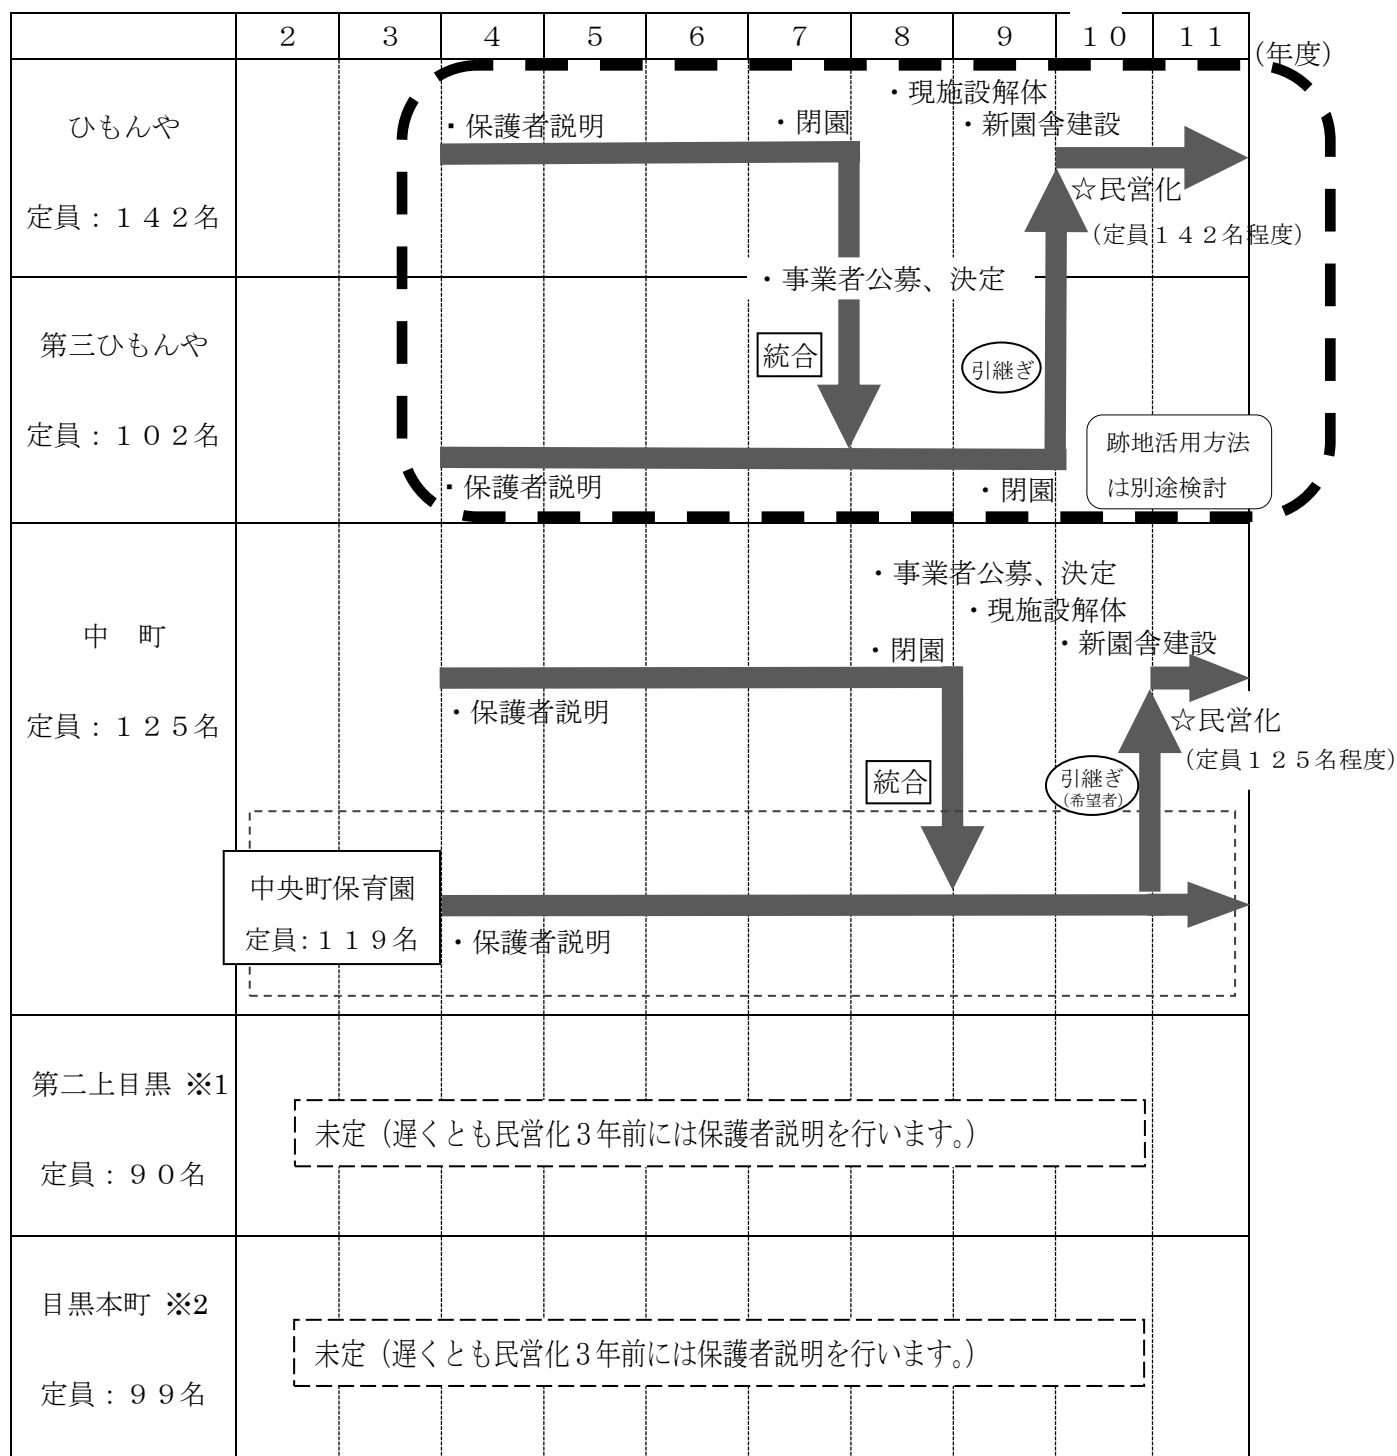 ２ ３ ４ ５ ６ ７ ８ ９ １０ １１
（年度）
ひもんや
定員：１４２名
・保護者説明
・閉園
・現施設解体
・新園舎建設
☆民営化
（定員１４２名程度）
・事業者公募、決定
第三ひもんや
定員：１０２名
統合
引継ぎ
・保護者説明
・閉園
跡地活用方法
は別途検討
中　町
定員：１２５名
・事業者公募、決定
・現施設解体
・新園舎建設
・閉園
・保護者説明
☆民営化
（定員１２５名程度）
統合
引継ぎ
（希望者）
中央町保育園
定員：１１９名
・保護者説明
第二上目黒 ※1
定員：９０名
未定（遅くとも民営化３年前には保護者説明を行います。）
目黒本町 ※2
定員：９９名
未定（遅くとも民営化３年前には保護者説明を行います。）